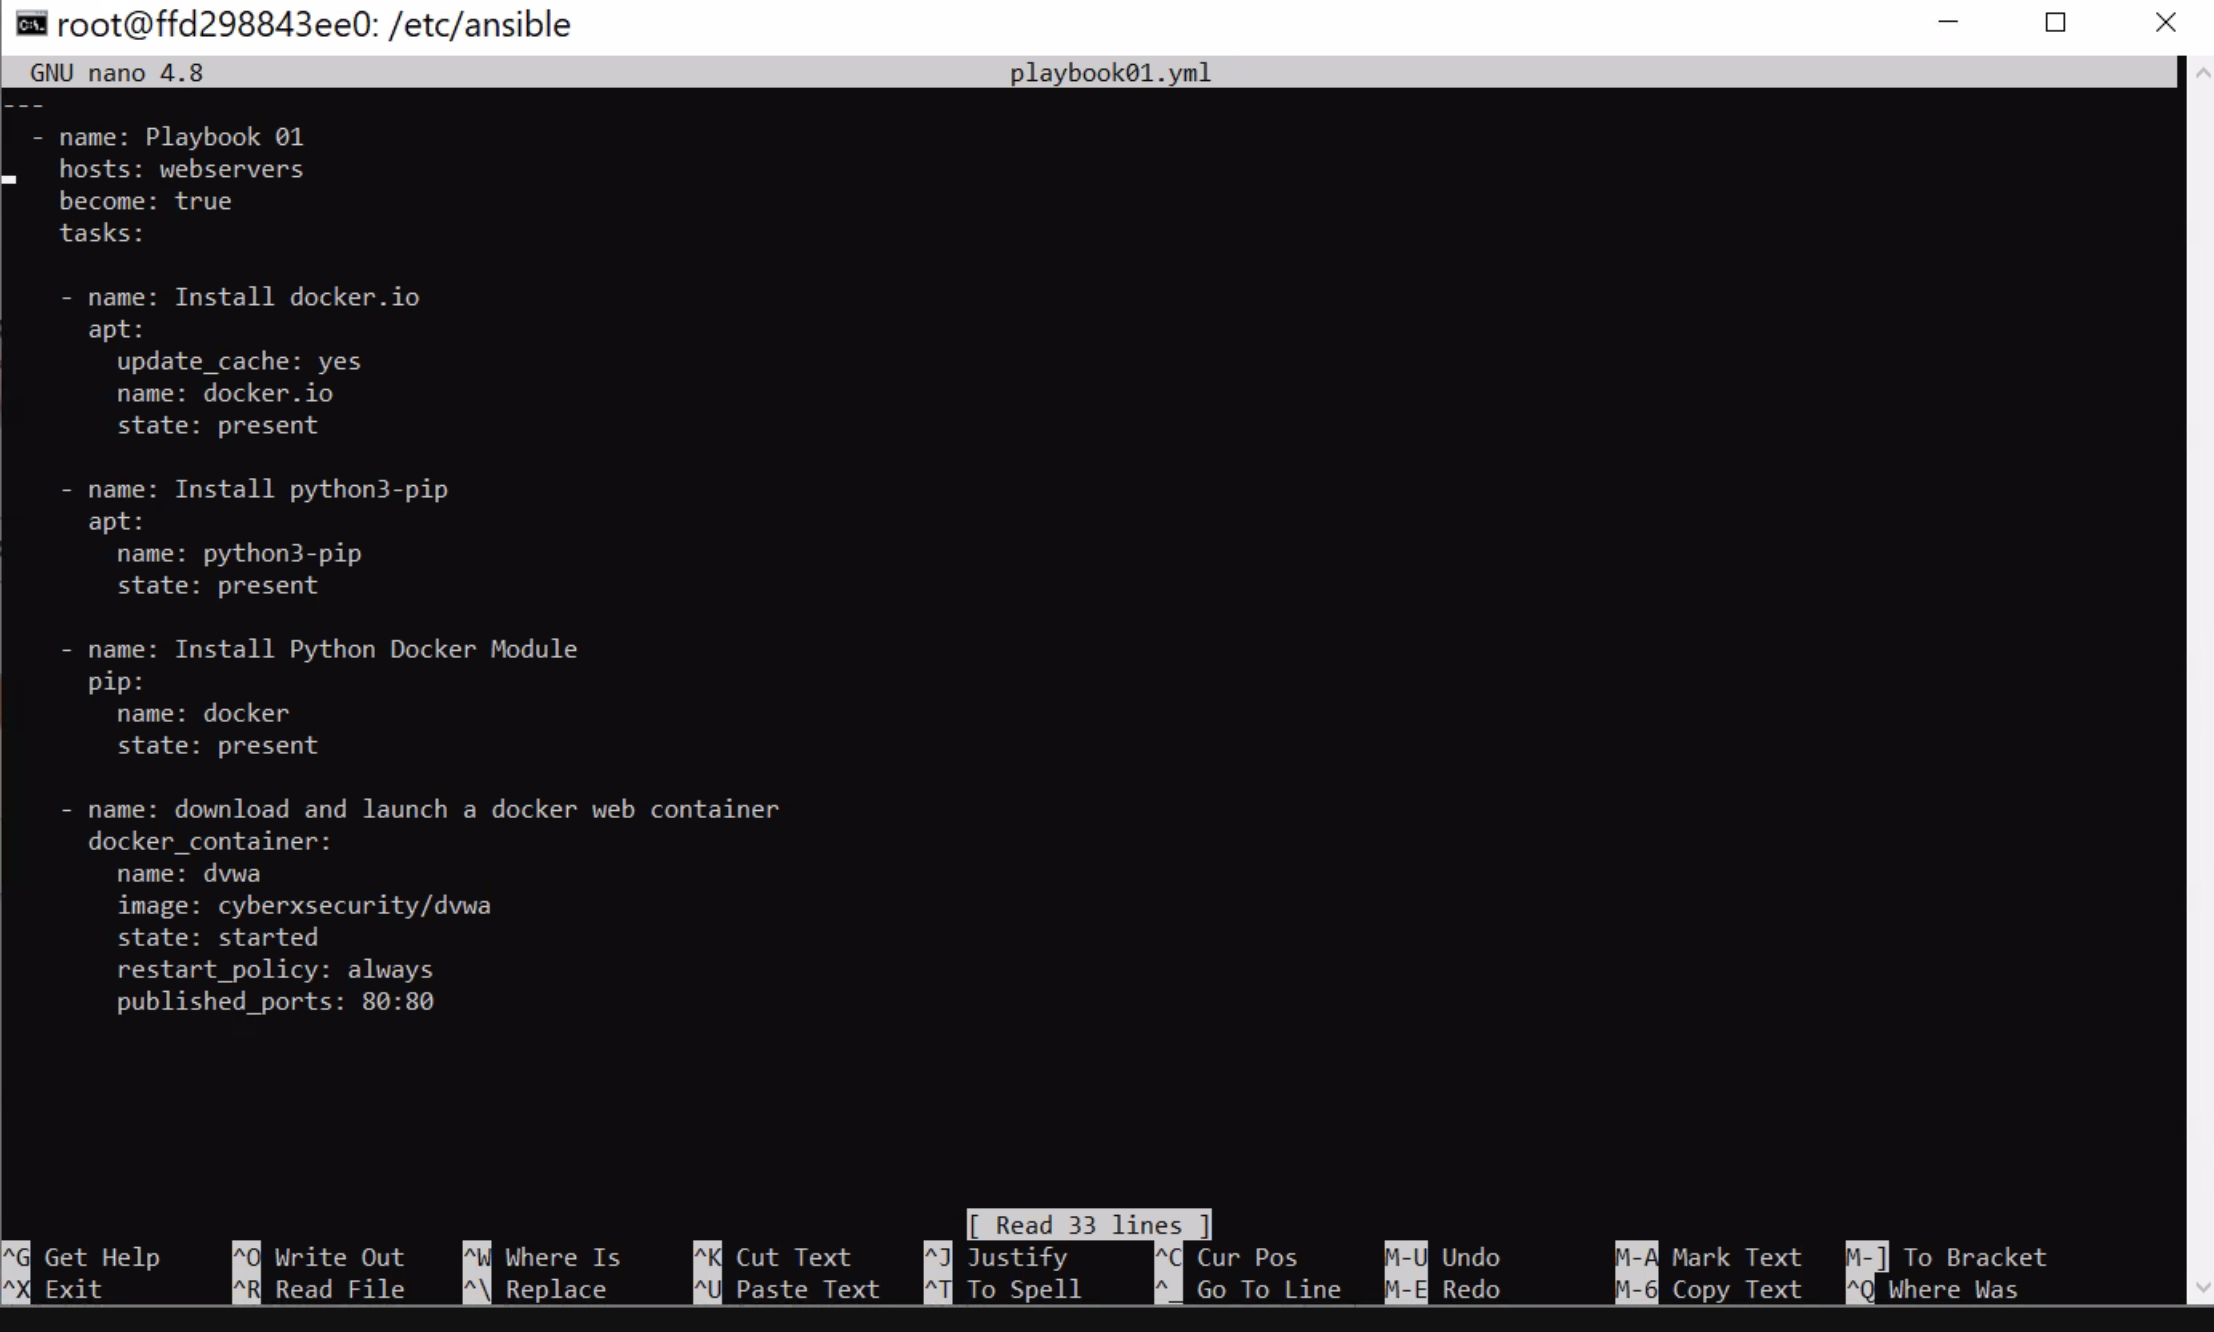 root@ffd298843ee0: /etc/ansible
GNU nano 4.8 playbook01.yml
---
- name: Playbook 01
hosts: webservers
become: true
tasks:
- name: Install docker.io
apt:
update_cache: yes
name: docker.io
state: present
- name: Install python3-pip
apt:
name: python3-pip
state: present
- name: Install Python Docker Module
pip:
name: docker
state: present
- name: download and launch a docker web container
docker_container:
name: dvwa
image: cyberxsecurity/dvwa
state: started
restart_policy: always
published_ports: 80:80
[ Read 33 lines ]
^G Get Help ^O Write Out ^W Where Is ^K Cut Text ^J Justify ^C Cur Pos M-U Undo M-A Mark Text M-] To Bracket
^X Exit ^R Read File ^\ Replace ^U Paste Text ^T To Spell ^_ Go To Line M-E Redo M-6 Copy Text ^Q Where Was